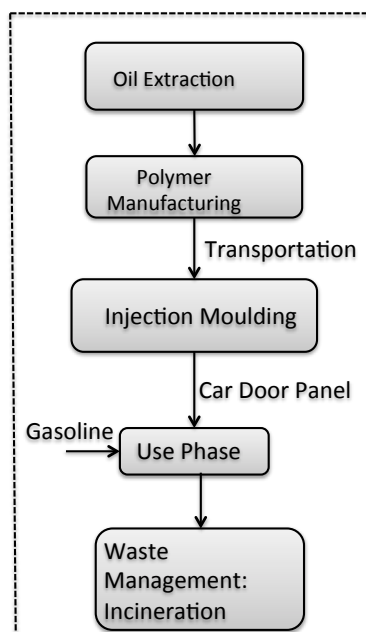 Oil Extraction
Polymer
Manufacturing
Transportation
Injection Moulding
Car Door Panel
Gasoline
Use Phase
Waste
Management:
Incineration